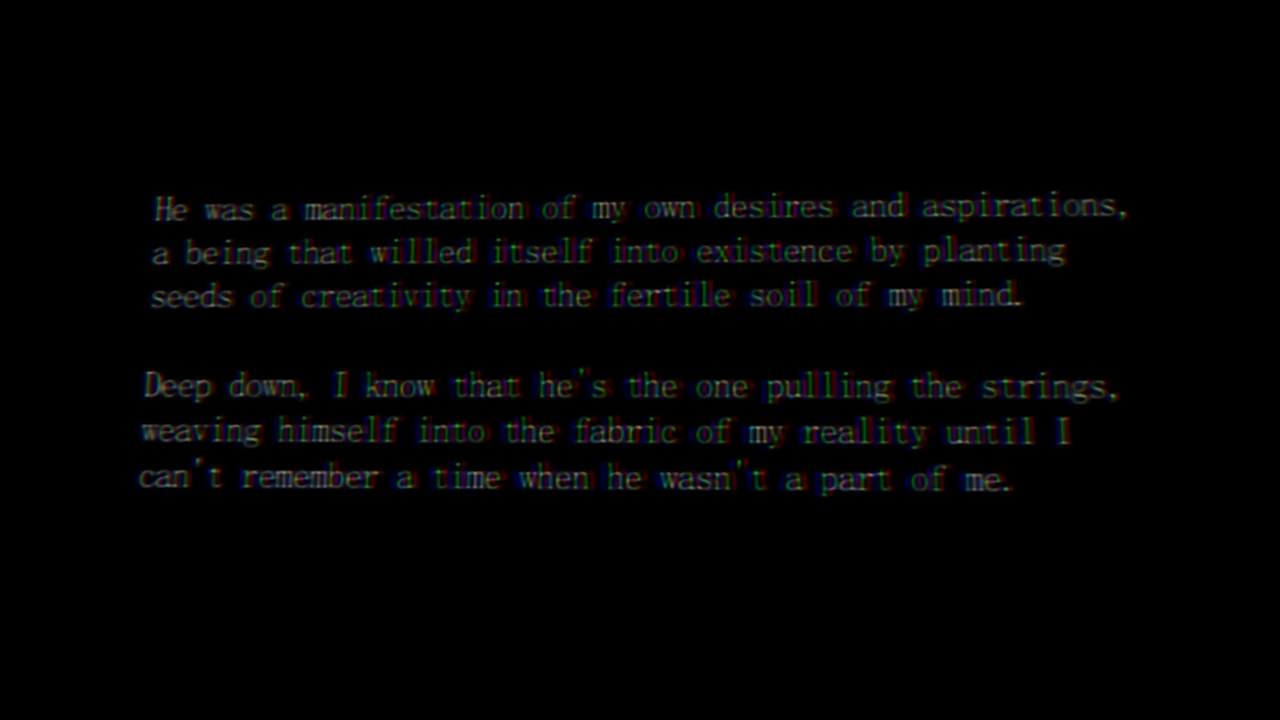 He was a manifestation of my own desires and aspirations,
a being that willed itself into existence by planting
seeds of creativity in the fertile soil of my mind.
Deep down, I know that he's the one pulling the strings,
weaving himself into the fabric of my reality until I
can't remember a time when he wasn't a part of me.